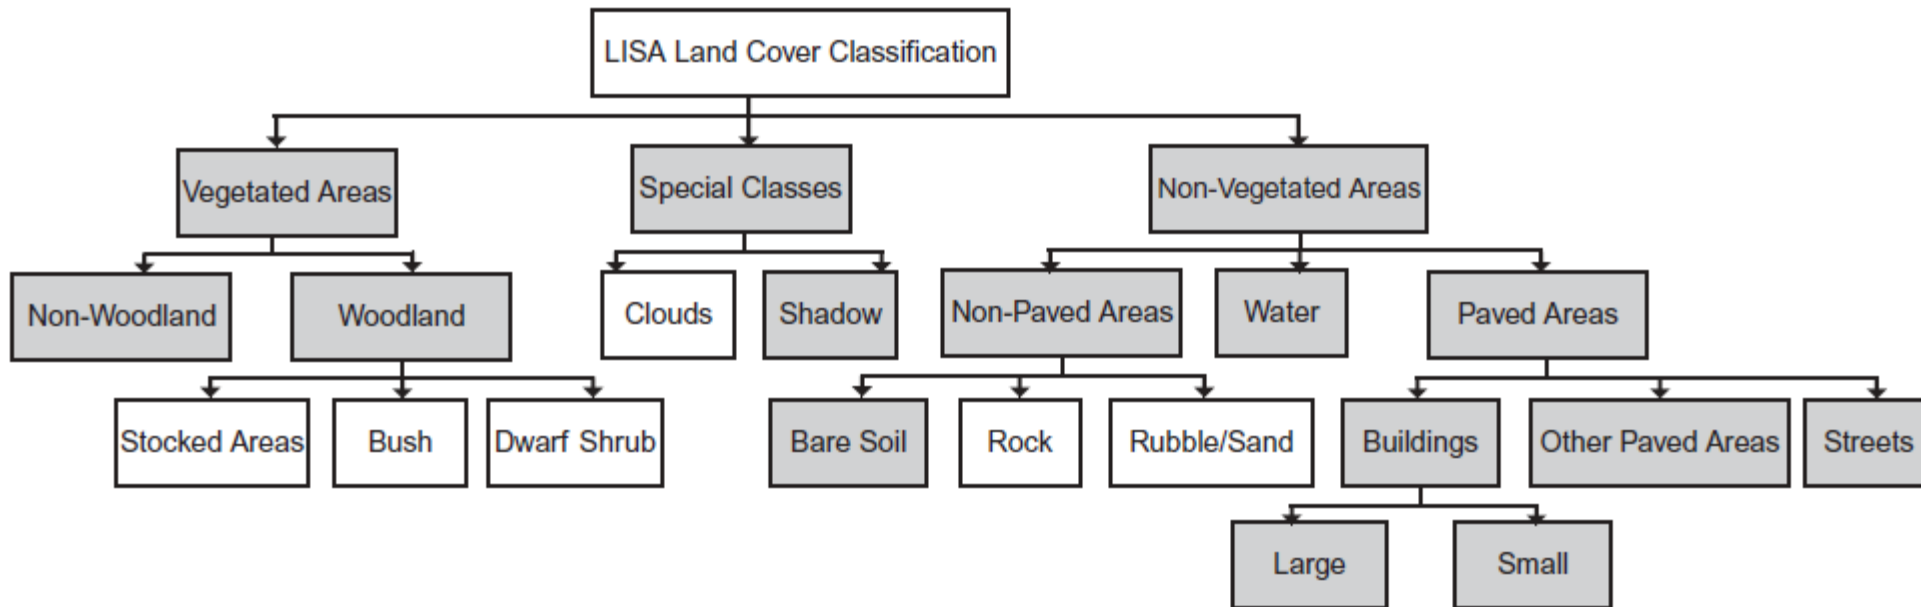 LISA Land Cover Classification
Vegetated Areas
Special Classes
Non-Vegetated Areas
Non-Woodland
Woodland
Clouds
Shadow
Non-Paved Areas
Water
Paved Areas
Stocked Areas
Bush
Dwarf Shrub
Bare Soil
Rock
Rubble/Sand
Buildings
Other Paved Areas
Streets
Large
Small